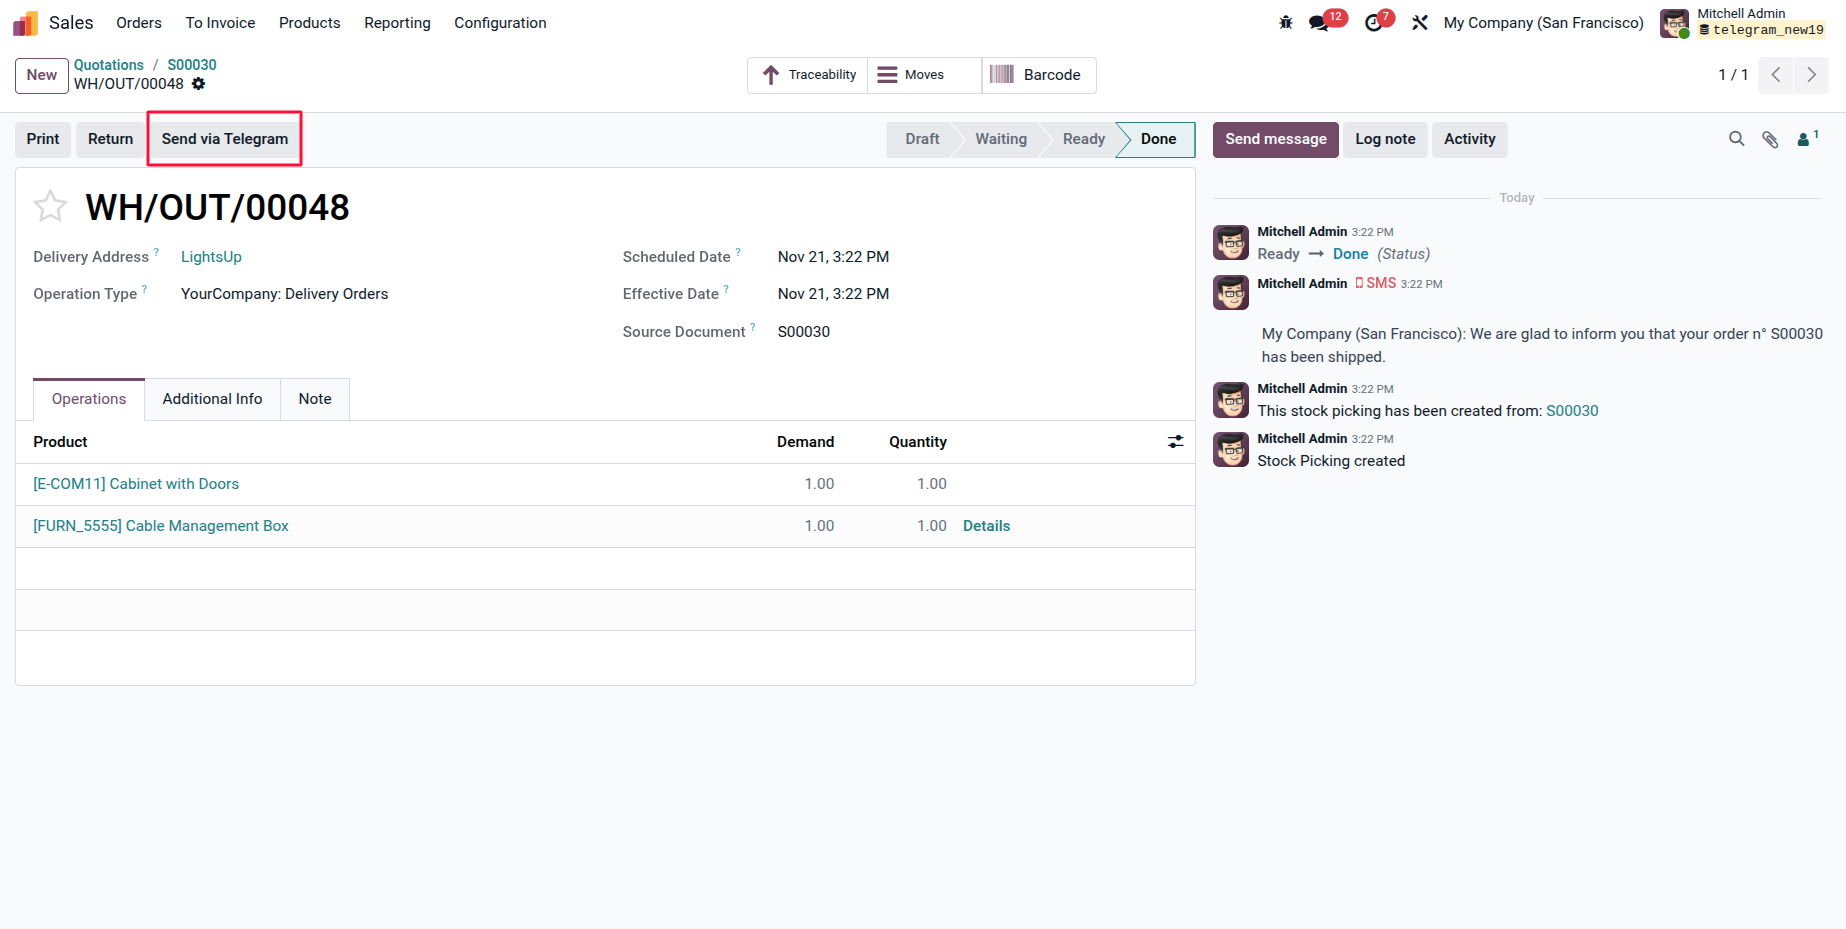 Sales Orders To Invoice Products Reporting Configuration 12 7 My Company (San Francisco) Mitchell Admin
telegram_new19
New Quotations / S00030
WH/OUT/00048
Traceability Moves Barcode 1 / 1
Print Return Send via Telegram Draft Waiting Ready Done
WH/OUT/00048
Delivery Address ? LightsUp
Operation Type ? YourCompany: Delivery Orders
Scheduled Date ? Nov 21, 3:22 PM
Effective Date ? Nov 21, 3:22 PM
Source Document ? S00030
Operations Additional Info Note
Product Demand Quantity
[E-COM11] Cabinet with Doors 1.00 1.00
[FURN_5555] Cable Management Box 1.00 1.00 Details
Send message Log note Activity 1
Today
Mitchell Admin 3:22 PM
Ready → Done (Status)
Mitchell Admin SMS 3:22 PM
My Company (San Francisco): We are glad to inform you that your order n° S00030
has been shipped.
Mitchell Admin 3:22 PM
This stock picking has been created from: S00030
Mitchell Admin 3:22 PM
Stock Picking created